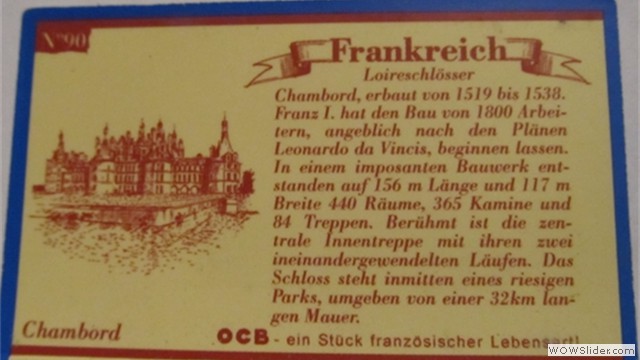 N°90
Frankreich
Loireschlösser
Chambord, erbaut von 1519 bis 1538.
Franz I. hat den Bau von 1800 Arbei-
tern, angeblich nach den Plänen
Leonardo da Vincis, beginnen lassen.
In einem imposanten Bauwerk ent-
standen auf 156 m Länge und 117 m
Breite 440 Räume, 365 Kamine und
84 Treppen. Berühmt ist die zen-
trale Innentreppe mit ihren zwei
ineinandergewendelten Läufen. Das
Schloss steht inmitten eines riesigen
Parks, umgeben von einer 32km lan-
gen Mauer.
Chambord
OCB - ein Stück französischer Lebensart!
WOWSlider.com